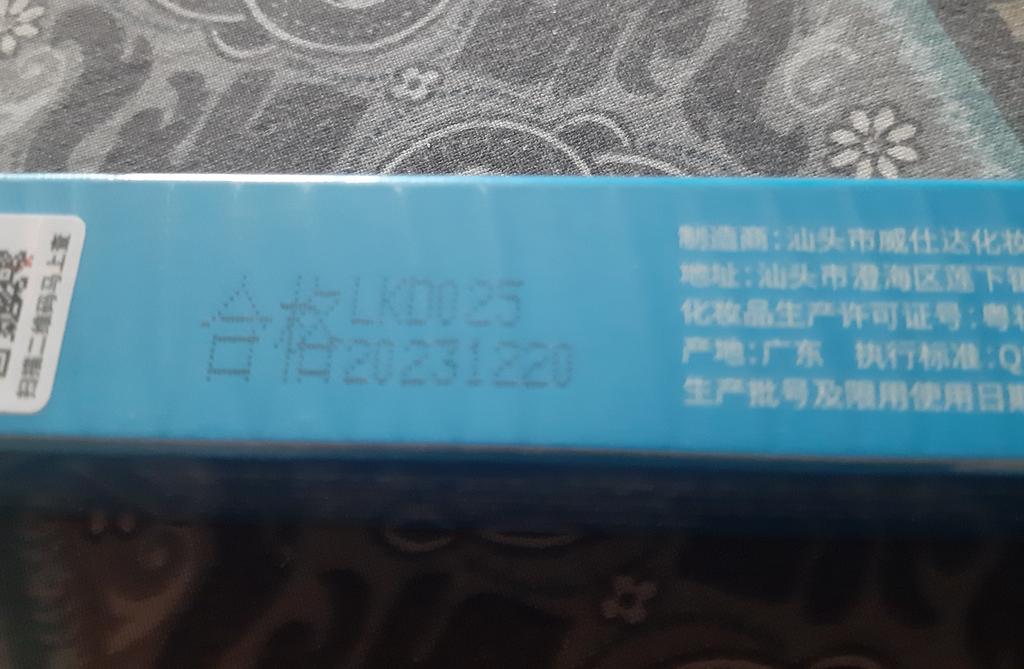 扫描二维码马上查
合格 LKD025
20231220
制造商:汕头市威仕达化妆
地址:汕头市澄海区莲下镇
化妆品生产许可证号:粤妆
产地:广东 执行标准:Q
生产批号及限用使用日期